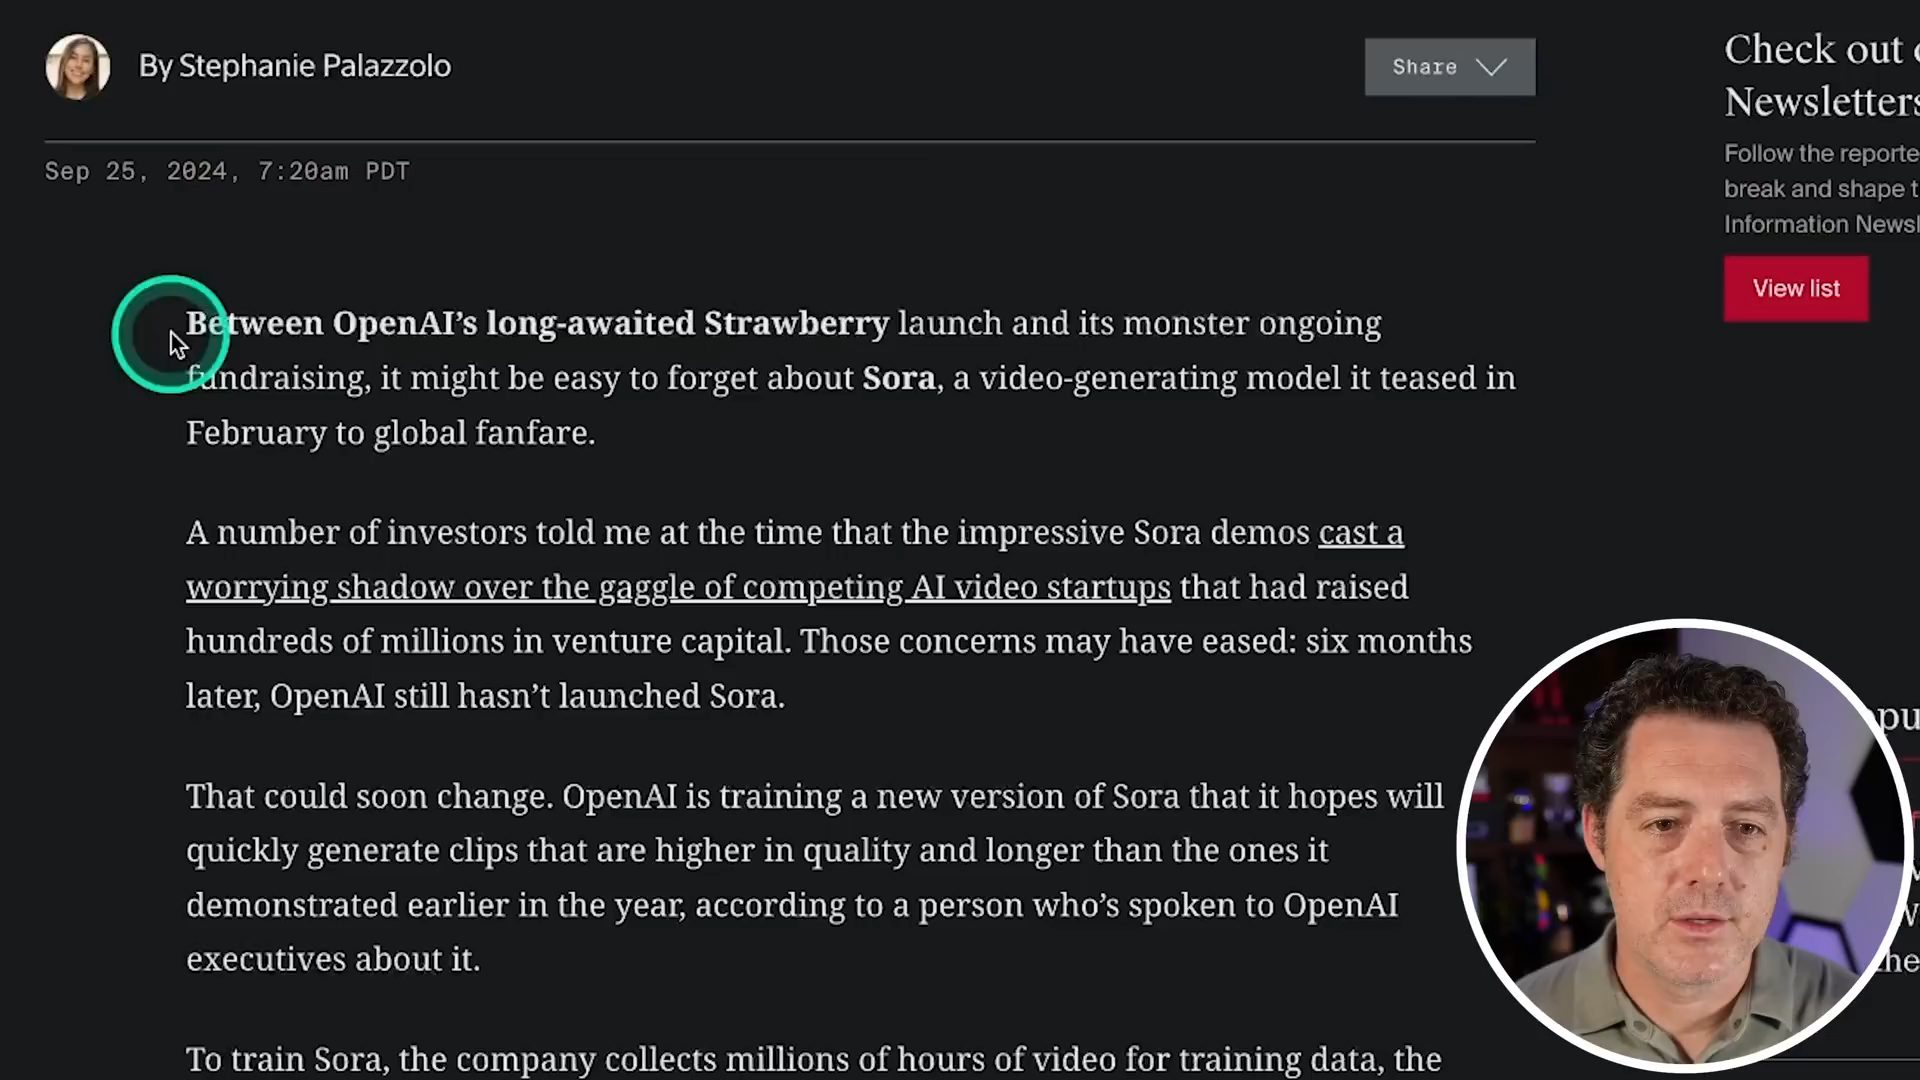 By Stephanie Palazzolo
Share
Sep 25, 2024, 7:20am PDT
Between OpenAI’s long-awaited Strawberry launch and its monster ongoing
fundraising, it might be easy to forget about Sora, a video-generating model it teased in
February to global fanfare.
A number of investors told me at the time that the impressive Sora demos cast a
worrying shadow over the gaggle of competing AI video startups that had raised
hundreds of millions in venture capital. Those concerns may have eased: six months
later, OpenAI still hasn’t launched Sora.
That could soon change. OpenAI is training a new version of Sora that it hopes will
quickly generate clips that are higher in quality and longer than the ones it
demonstrated earlier in the year, according to a person who’s spoken to OpenAI
executives about it.
To train Sora, the company collects millions of hours of video for training data, the
Check out
Newsletters
Follow the
break and shape
Information
View list